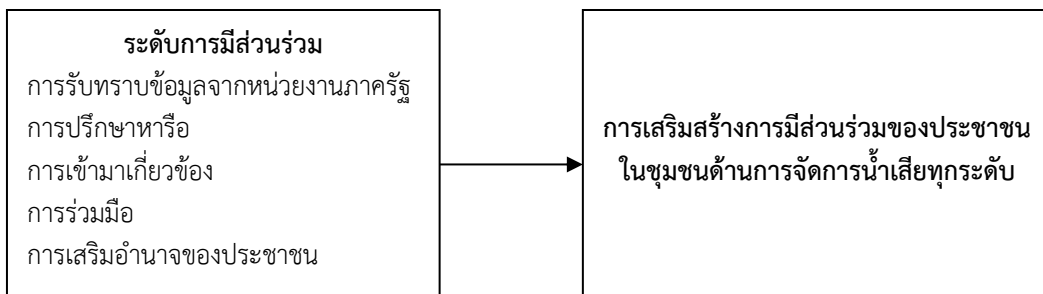 ระดับการมีส่วนร่วม
การรับทราบข้อมูลจากหน่วยงานภาครัฐ
การปรึกษาหารือ
การเข้ามาเกี่ยวข้อง
การร่วมมือ
การเสริมอำนาจของประชาชน
การเสริมสร้างการมีส่วนร่วมของประชาชน
ในชุมชนด้านการจัดการน้ำเสียทุกระดับ